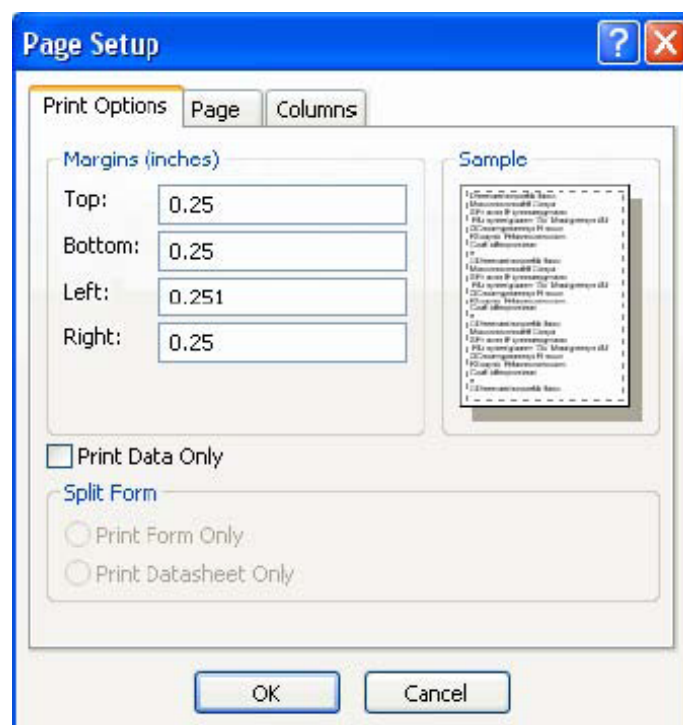 Page Setup
Print Options Page Columns
Margins (inches)
Top: 0.25
Bottom: 0.25
Left: 0.251
Right: 0.25
Sample
Print Data Only
Split Form
Print Form Only
Print Datasheet Only
OK Cancel